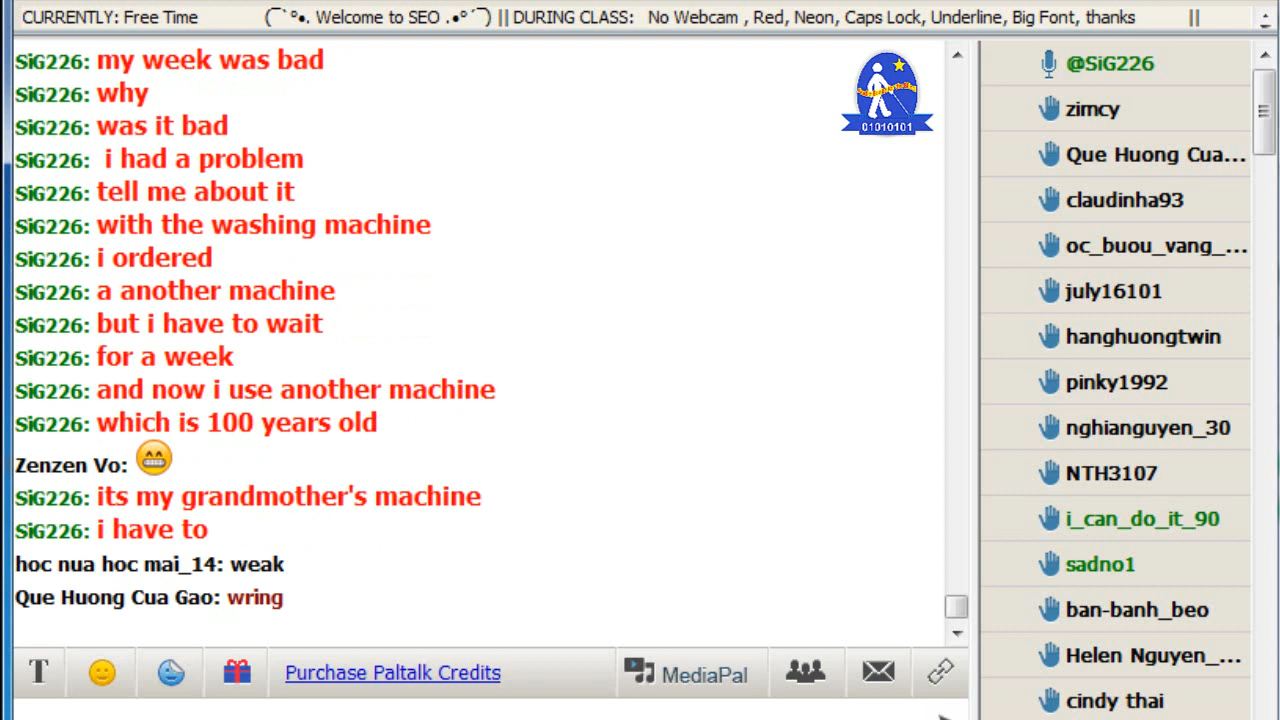 CURRENTLY: Free Time (¯`°•. Welcome to SEO .•°´¯) || DURING CLASS: No Webcam , Red, Neon, Caps Lock, Underline, Big Font, thanks ||
SiG226: my week was bad
SiG226: why
SiG226: was it bad
SiG226: i had a problem
SiG226: tell me about it
SiG226: with the washing machine
SiG226: i ordered
SiG226: a another machine
SiG226: but i have to wait
SiG226: for a week
SiG226: and now i use another machine
SiG226: which is 100 years old
Zenzen Vo:
SiG226: its my grandmother's machine
SiG226: i have to
hoc nua hoc mai_14: weak
Que Huong Cua Gao: wring
01010101
T
Purchase Paltalk Credits
MediaPal
@SiG226
zimcy
Que Huong Cua...
claudinha93
oc_buou_vang_...
july16101
hanghuongtwin
pinky1992
nghianguyen_30
NTH3107
i_can_do_it_90
sadno1
ban-banh_beo
Helen Nguyen_...
cindy thai